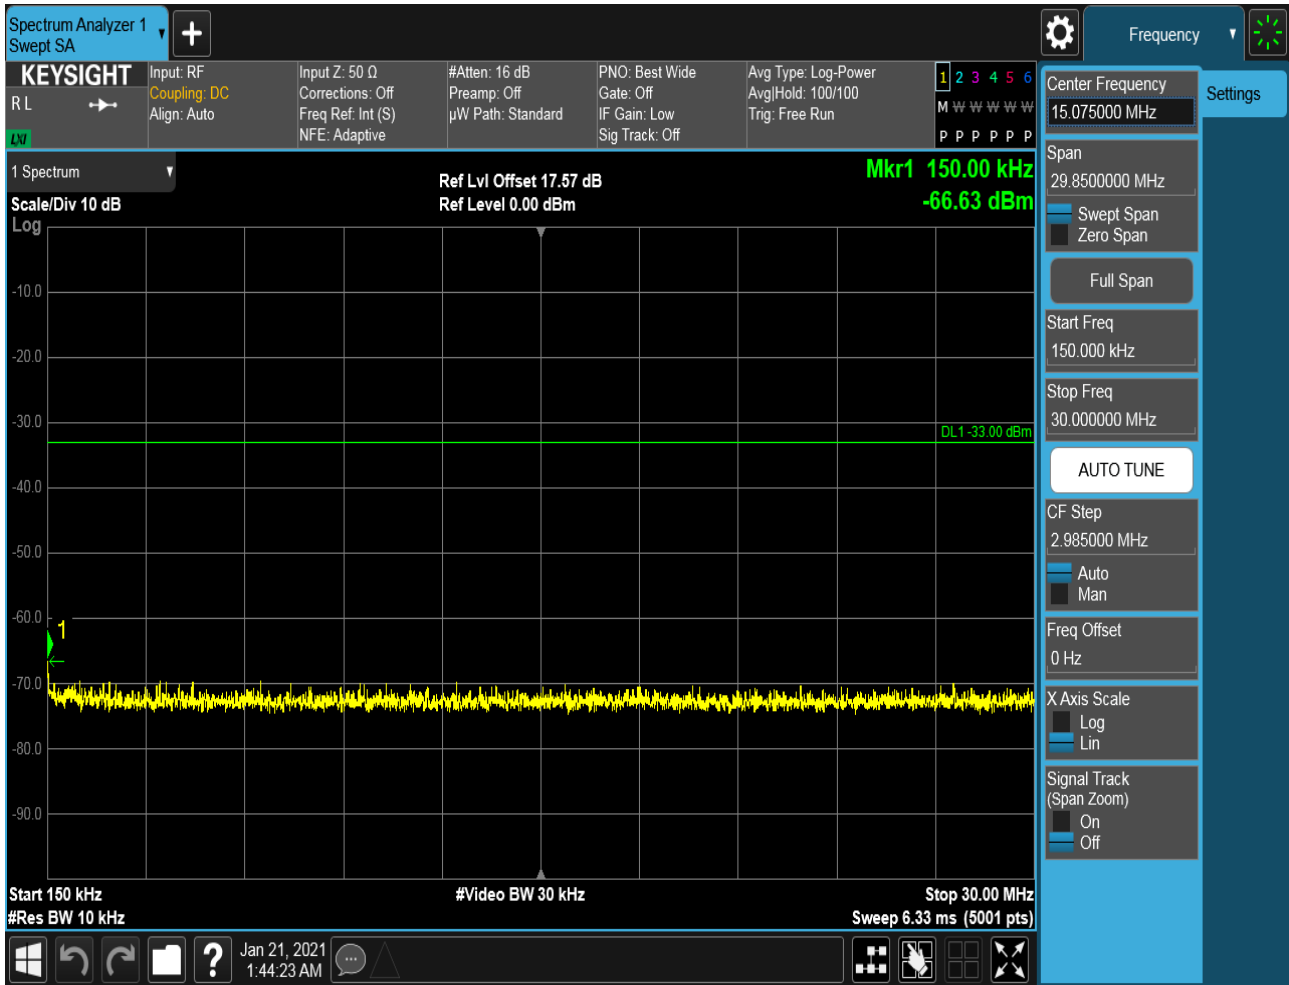 Spectrum Analyzer 1
Swept SA
Frequency
KEYSIGHT
R L
LXI
Input: RF
Coupling: DC
Align: Auto
Input Z: 50 Ω
Corrections: Off
Freq Ref: Int (S)
NFE: Adaptive
#Atten: 16 dB
Preamp: Off
µW Path: Standard
PNO: Best Wide
Gate: Off
IF Gain: Low
Sig Track: Off
Avg Type: Log-Power
Avg|Hold: 100/100
Trig: Free Run
1 2 3 4 5 6
M W W W W W
P P P P P P
1 Spectrum
Scale/Div 10 dB
Log
Ref Lvl Offset 17.57 dB
Ref Level 0.00 dBm
Mkr1 150.00 kHz
-66.63 dBm
-10.0
-20.0
-30.0
DL1 -33.00 dBm
-40.0
-50.0
-60.0
1
-70.0
-80.0
-90.0
Start 150 kHz
#Video BW 30 kHz
Stop 30.00 MHz
#Res BW 10 kHz
Sweep 6.33 ms (5001 pts)
Jan 21, 2021
1:44:23 AM
?
Center Frequency
15.075000 MHz
Settings
Span
29.8500000 MHz
Swept Span
Zero Span
Full Span
Start Freq
150.000 kHz
Stop Freq
30.000000 MHz
AUTO TUNE
CF Step
2.985000 MHz
Auto
Man
Freq Offset
0 Hz
X Axis Scale
Log
Lin
Signal Track
(Span Zoom)
On
Off